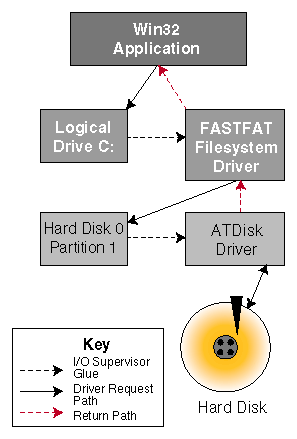 Win32
Application
Logical
Drive C:
FASTFAT
Filesystem
Driver
Hard Disk 0
Partition 1
ATDisk
Driver
Hard Disk
Key
I/O Supervisor
Glue
Driver Request
Path
Return Path